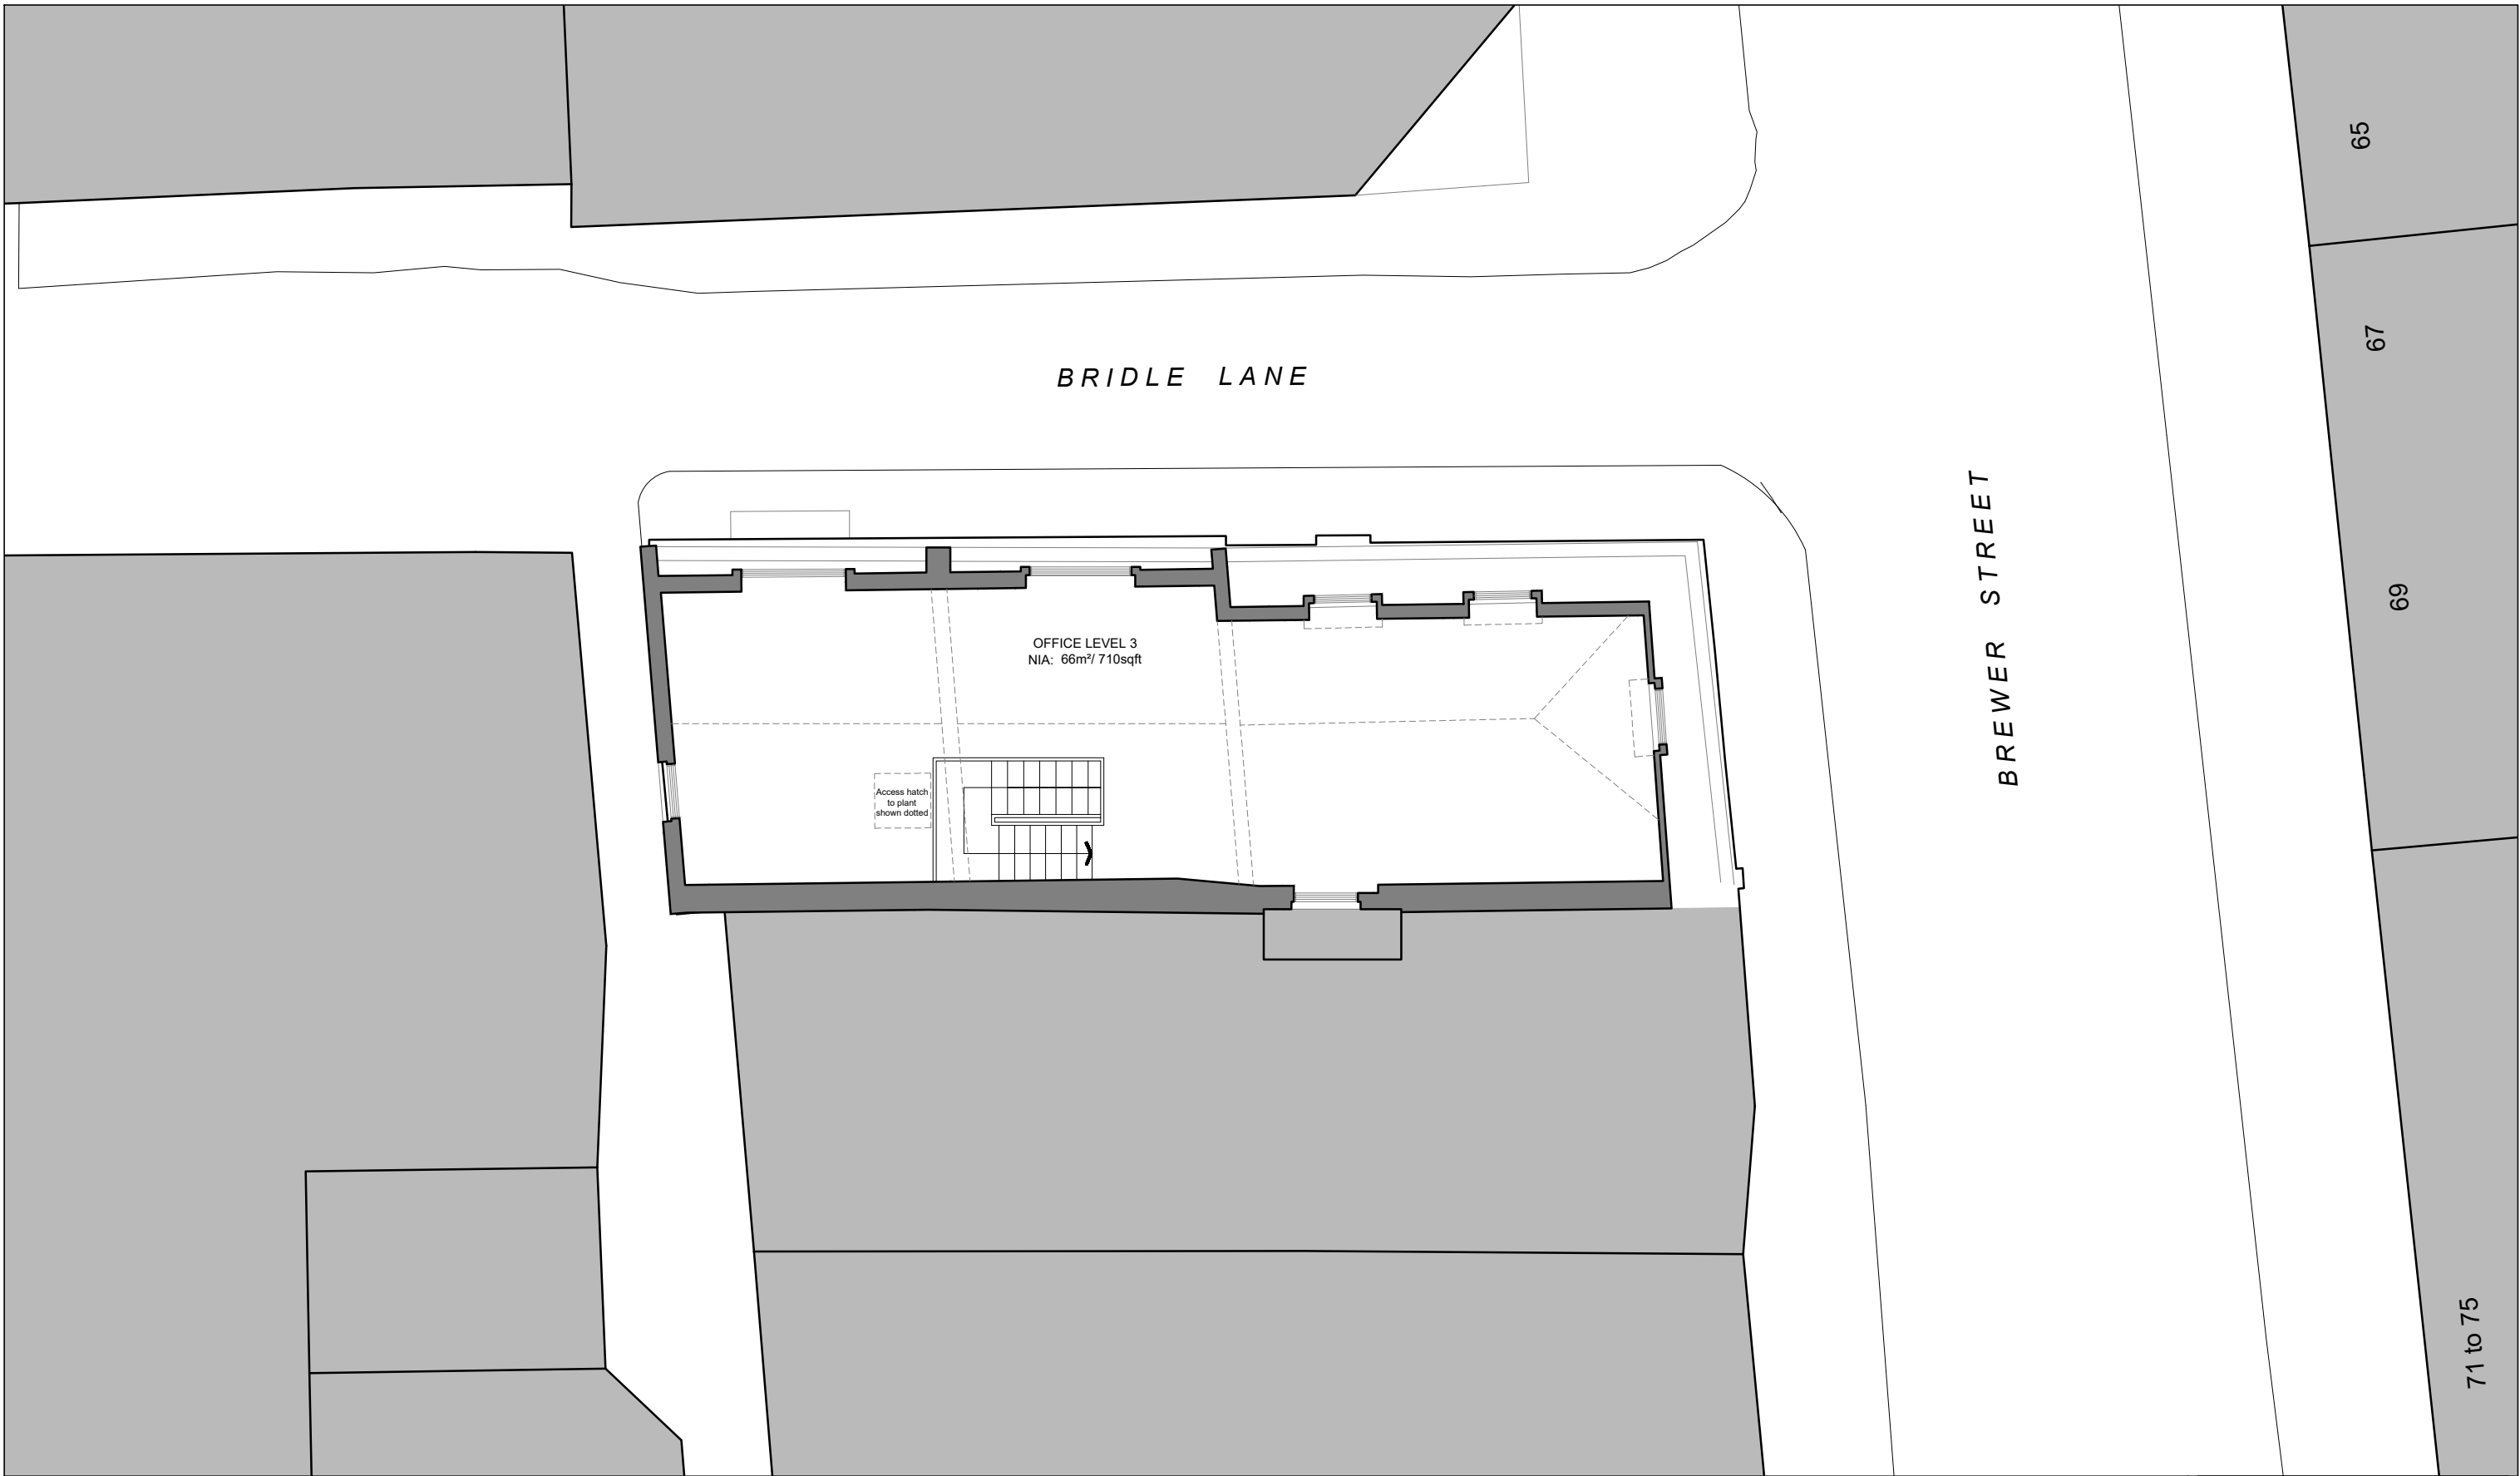 65
67
BRIDLE LANE
BREWER STREET
69
OFFICE LEVEL 3
NIA: 66m²/ 710sqft
Access hatch
to plant
shown dotted
71 to 75